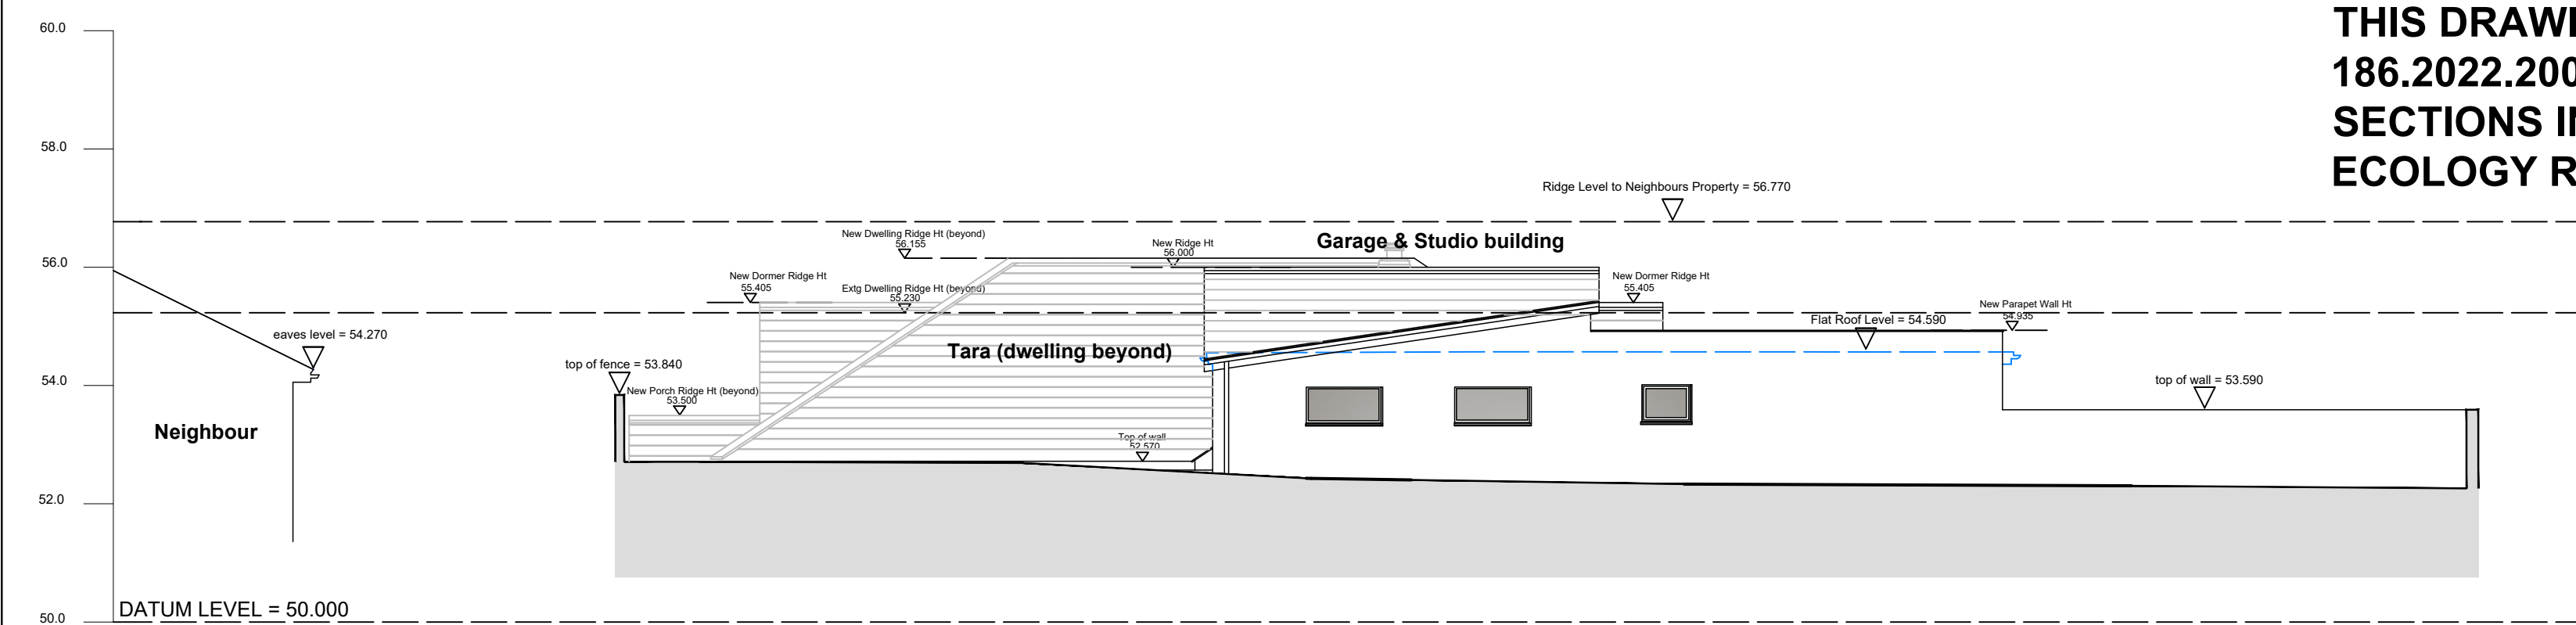 THIS DRAWI
186.2022.200
SECTIONS IN
ECOLOGY R
60.0
58.0
56.0
54.0
52.0
50.0
Ridge Level to Neighbours Property = 56.770
New Dwelling Ridge Ht (beyond)
56.155
New Ridge Ht
56.000
Garage & Studio building
New Dormer Ridge Ht
55.405
Extg Dwelling Ridge Ht (beyond)
55.230
New Dormer Ridge Ht
55.405
New Parapet Wall Ht
54.935
Flat Roof Level = 54.590
eaves level = 54.270
Tara (dwelling beyond)
top of fence = 53.840
New Porch Ridge Ht (beyond)
53.500
top of wall = 53.590
Neighbour
Top of wall
52.570
DATUM LEVEL = 50.000